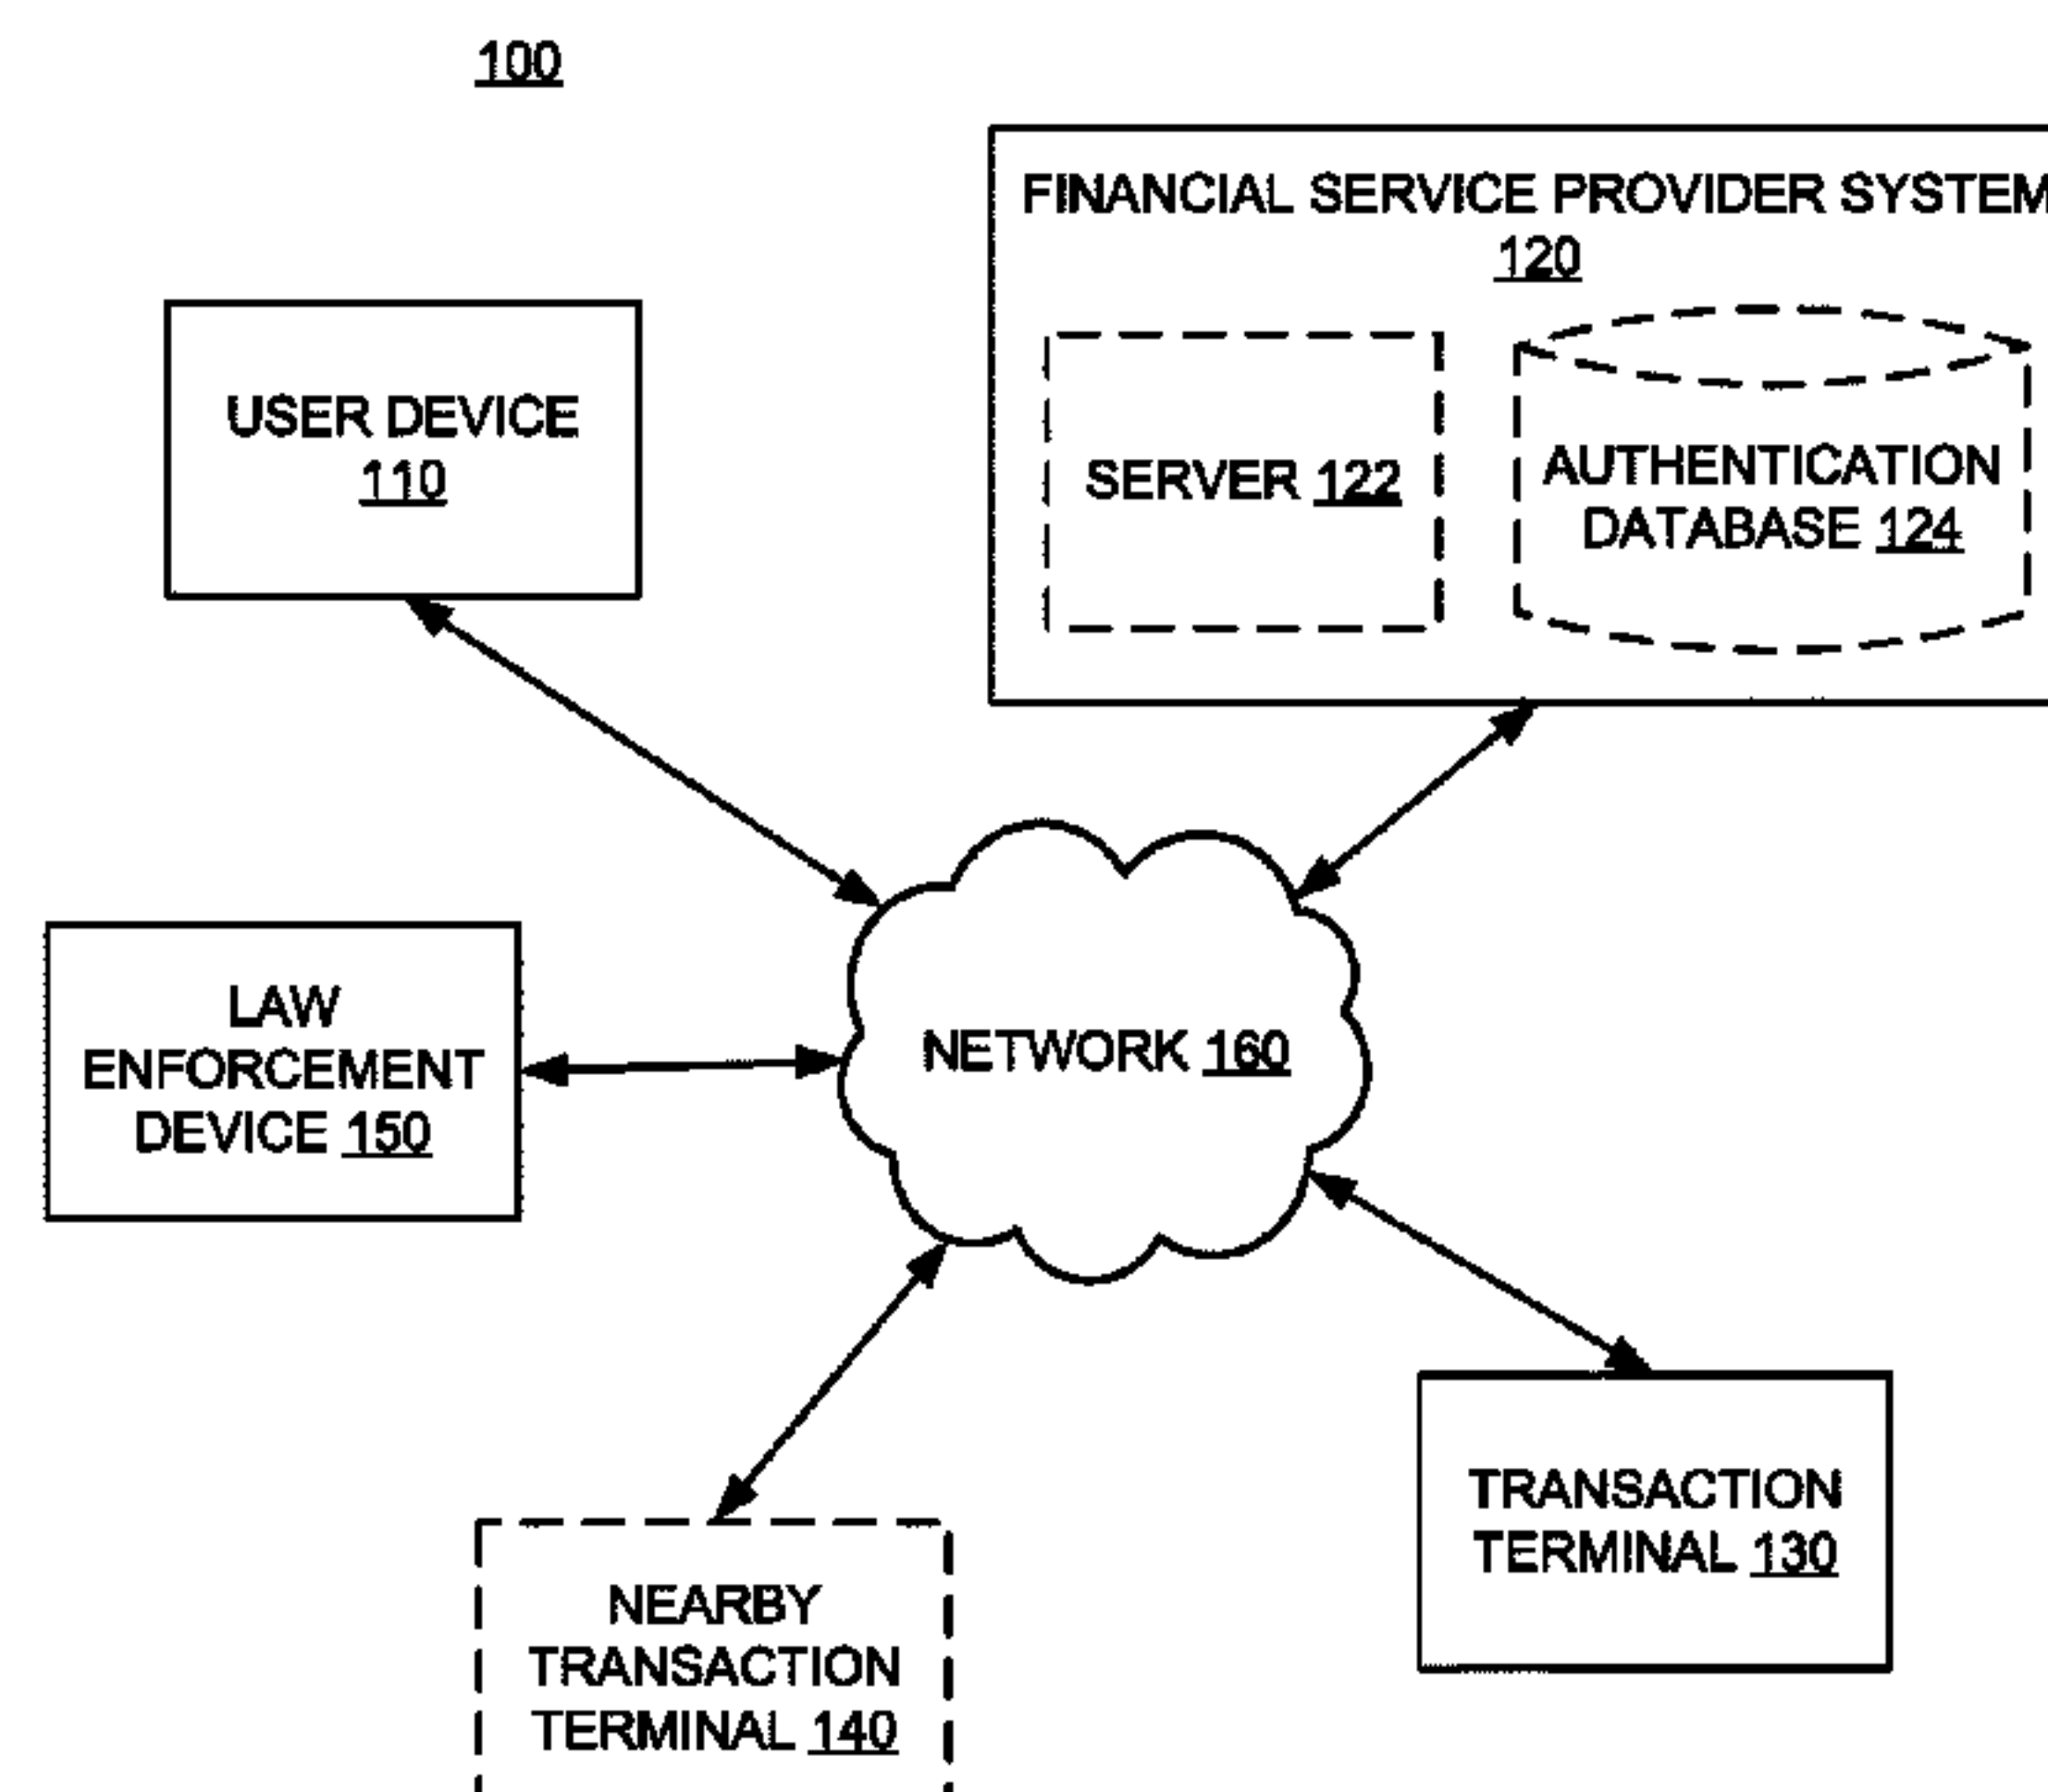 100
FINANCIAL SERVICE PROVIDER SYSTEM
120
USER DEVICE
110
SERVER 122
AUTHENTICATION
DATABASE 124
LAW
ENFORCEMENT
DEVICE 150
NETWORK 160
TRANSACTION
TERMINAL 130
NEARBY
TRANSACTION
TERMINAL 140